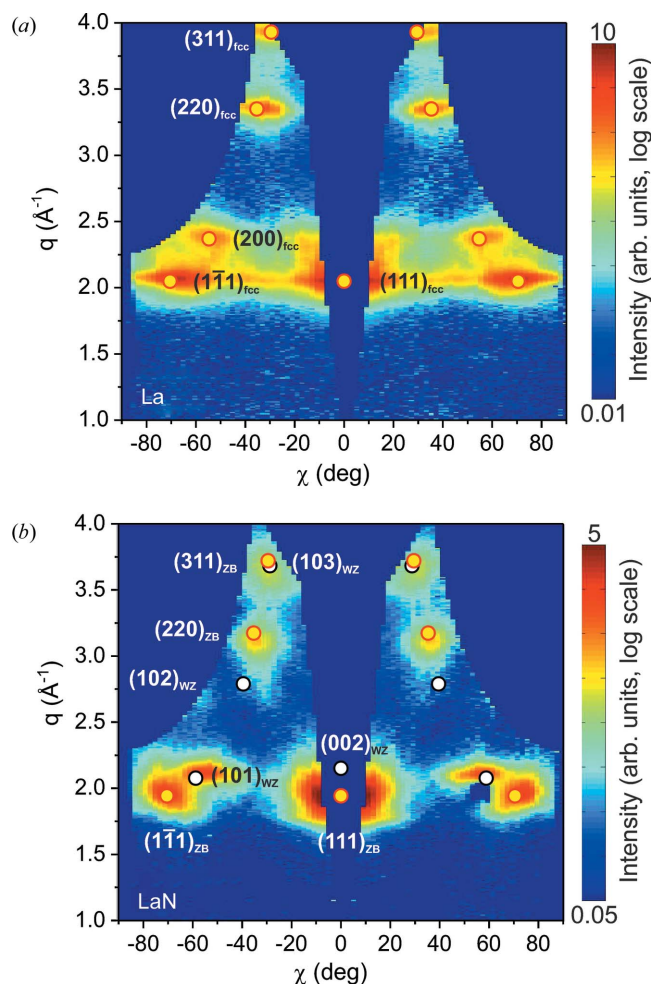 (a)
10
4.0
(311)fcc
(220)fcc
3.5
3.0
q (Å⁻¹)
2.5
(200)fcc
(11̄1)fcc
(111)fcc
2.0
1.5
La
1.0
-80 -60 -40 -20 0 20 40 60 80
χ (deg)
0.01
Intensity (arb. units, log scale)
(b)
5
4.0
(311)ZB
(103)WZ
3.5
(220)ZB
3.0
(102)WZ
q (Å⁻¹)
2.5
(002)WZ
(101)WZ
2.0
(11̄1)ZB
(111)ZB
1.5
LaN
1.0
-80 -60 -40 -20 0 20 40 60 80
χ (deg)
0.05
Intensity (arb. units, log scale)